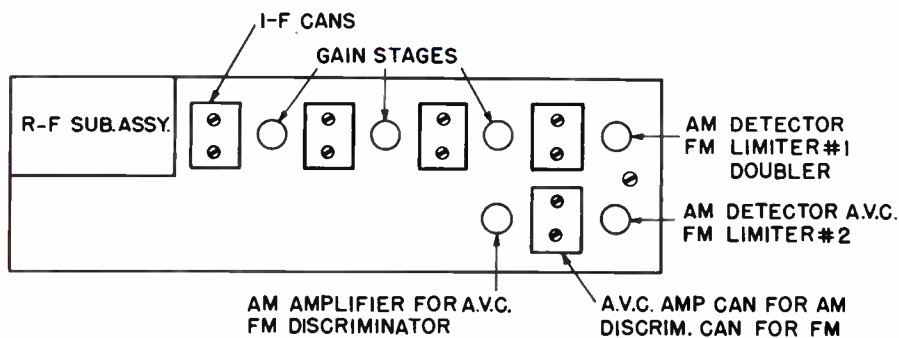 I-F CANS
GAIN STAGES
R-F SUB.ASSY.
AM DETECTOR
FM LIMITER#1
DOUBLER
AM DETECTOR A.V.C.
FM LIMITER#2
AM AMPLIFIER FOR A.V.C.
FM DISCRIMINATOR
A.V.C. AMP CAN FOR AM
DISCRIM. CAN FOR FM